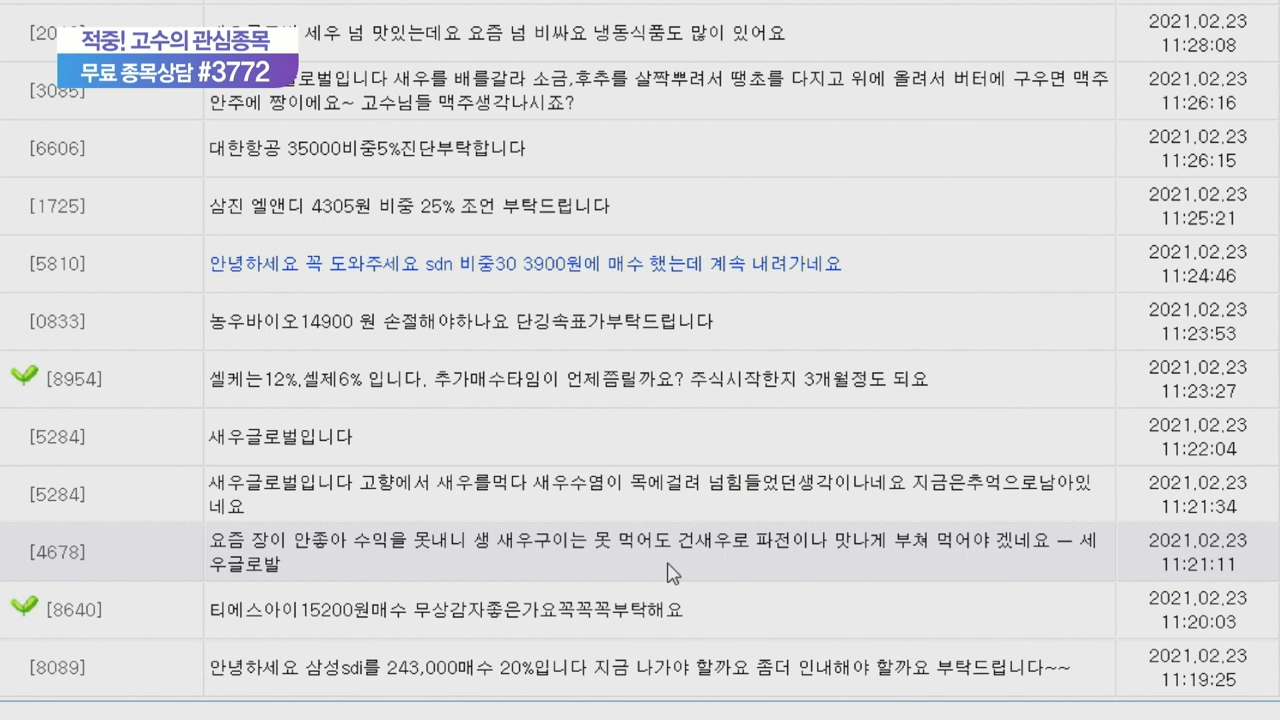 적중! 고수의 관심종목
무료 종목상담 #3772
세우 넘 맛있는데요 요즘 넘 비싸요 냉동식품도 많이 있어요
2021.02.23
11:28:08
[3085]
글로벌입니다 새우를 배를갈라 소금,후추를 살짝뿌려서 땡초를 다지고 위에 올려서 버터에 구우면 맥주
안주에 짱이에요~ 고수님들 맥주생각나시죠?
2021.02.23
11:26:16
[6606]
대한항공 35000비중5%진단부탁합니다
2021.02.23
11:26:15
[1725]
삼진 엘앤디 4305원 비중 25% 조언 부탁드립니다
2021.02.23
11:25:21
[5810]
안녕하세요 꼭 도와주세요 sdn 비중30 3900원에 매수 했는데 계속 내려가네요
2021.02.23
11:24:46
[0833]
농우바이오14900 원 손절해야하나요 단깅속표가부탁드립니다
2021.02.23
11:23:53
[8954]
셀케는12%,셀제6% 입니다, 추가매수타임이 언제쯤릴까요? 주식시작한지 3개월정도 되요
2021.02.23
11:23:27
[5284]
새우글로벌입니다
2021.02.23
11:22:04
[5284]
새우글로벌입니다 고향에서 새우를먹다 새우수염이 목에걸려 넘힘들었던생각이나네요 지금은추억으로남아있
네요
2021.02.23
11:21:34
[4678]
요즘 장이 안좋아 수익을 못내니 생 새우구이는 못 먹어도 건새우로 파전이나 맛나게 부쳐 먹어야 겠네요 ㅡ 세
우글로발
2021.02.23
11:21:11
[8640]
티에스아이15200원매수 무상감자좋은가요꼭꼭꼭부탁해요
2021.02.23
11:20:03
[8089]
안녕하세요 삼성sdi를 243,000매수 20%입니다 지금 나가야 할까요 좀더 인내해야 할까요 부탁드립니다~~
2021.02.23
11:19:25